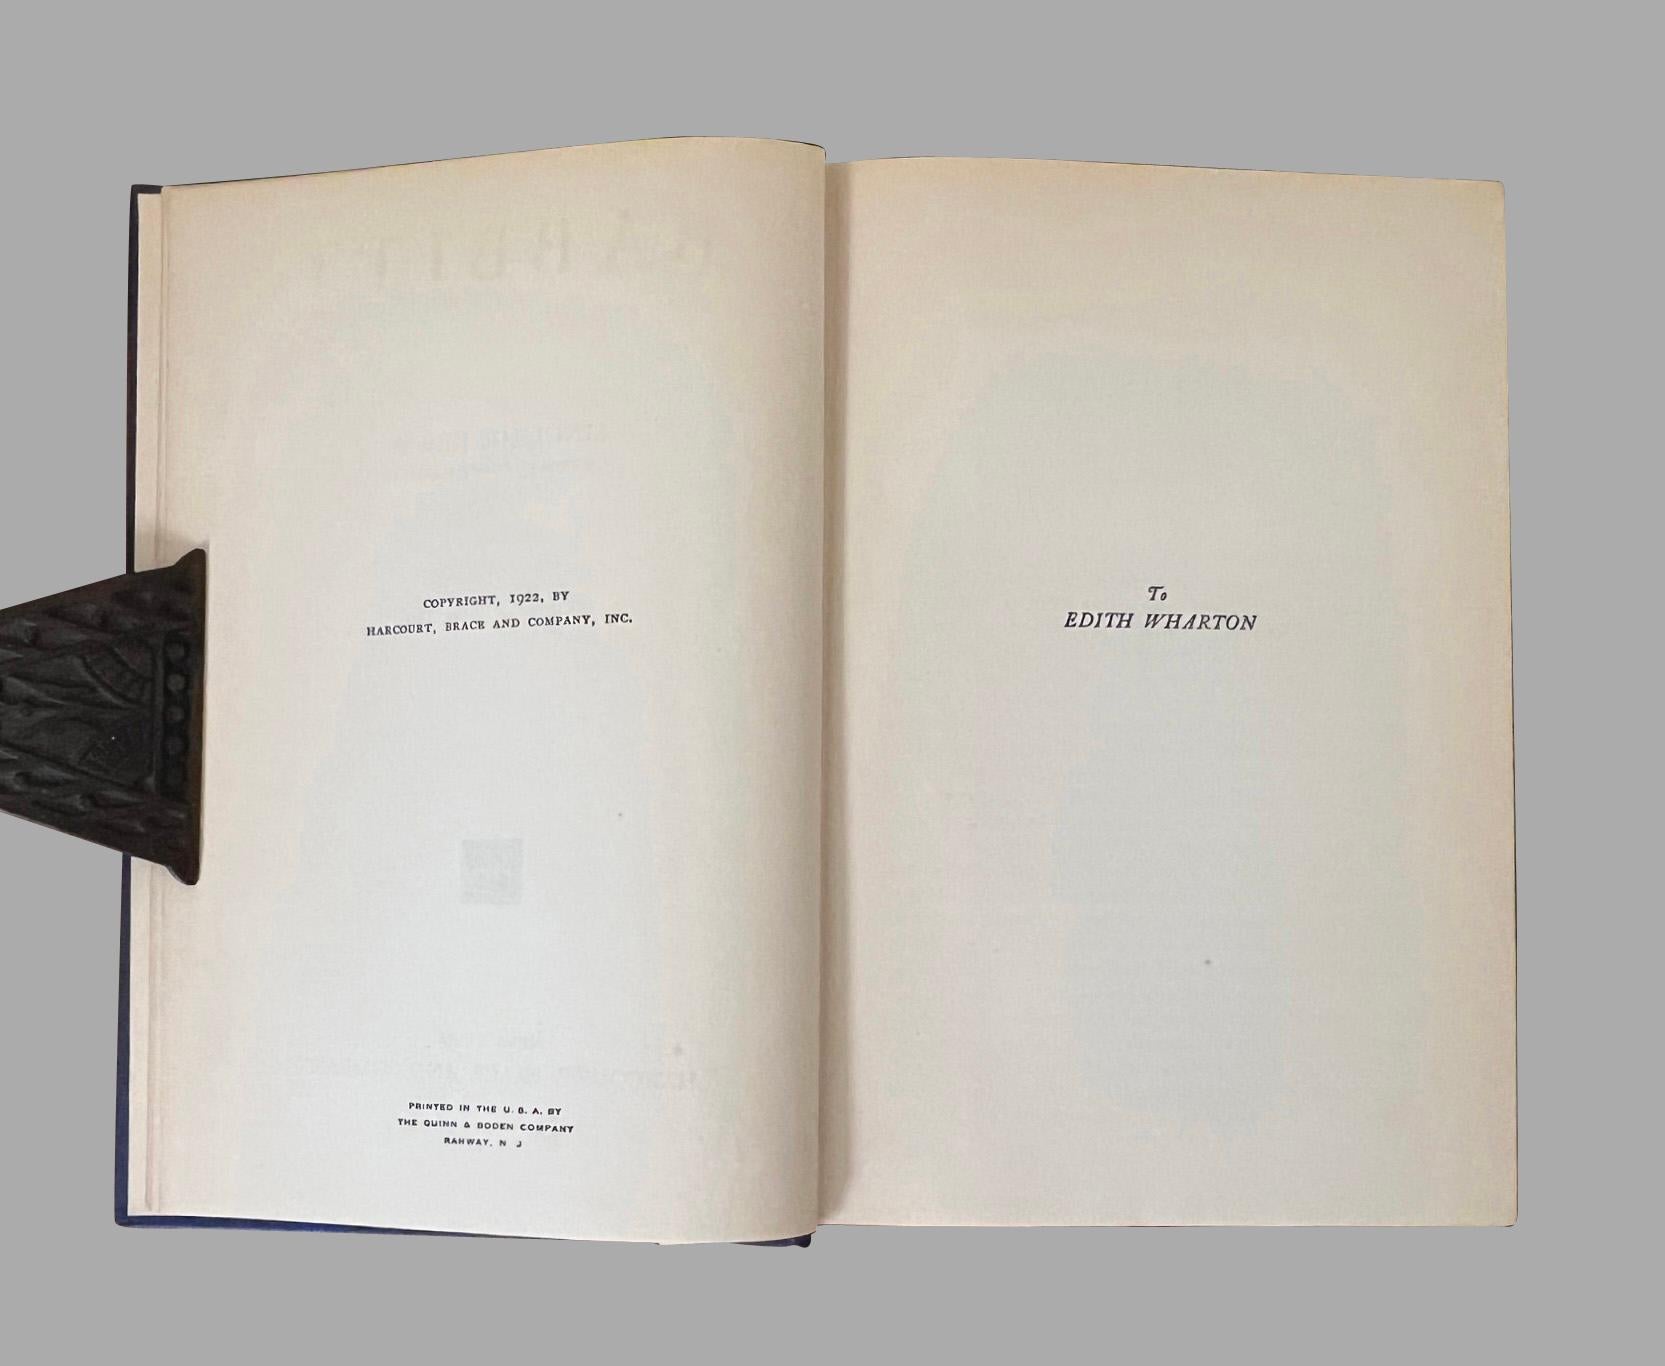 COPYRIGHT, 1922, BY
HARCOURT, BRACE AND COMPANY, INC.
PRINTED IN THE U. S. A. BY
THE QUINN & BODEN COMPANY
RAHWAY, N J
To
EDITH WHARTON